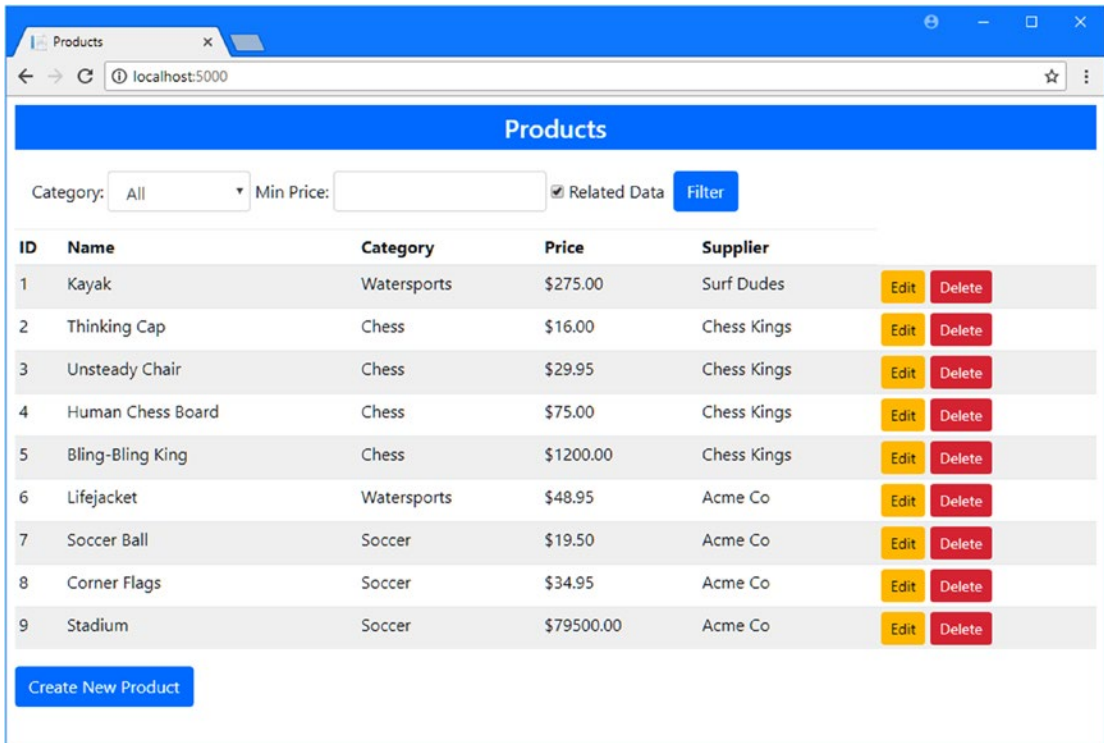 Products
localhost:5000
Products
Category: All Min Price: Related Data Filter
ID Name Category Price Supplier
1 Kayak Watersports $275.00 Surf Dudes Edit Delete
2 Thinking Cap Chess $16.00 Chess Kings Edit Delete
3 Unsteady Chair Chess $29.95 Chess Kings Edit Delete
4 Human Chess Board Chess $75.00 Chess Kings Edit Delete
5 Bling-Bling King Chess $1200.00 Chess Kings Edit Delete
6 Lifejacket Watersports $48.95 Acme Co Edit Delete
7 Soccer Ball Soccer $19.50 Acme Co Edit Delete
8 Corner Flags Soccer $34.95 Acme Co Edit Delete
9 Stadium Soccer $79500.00 Acme Co Edit Delete
Create New Product